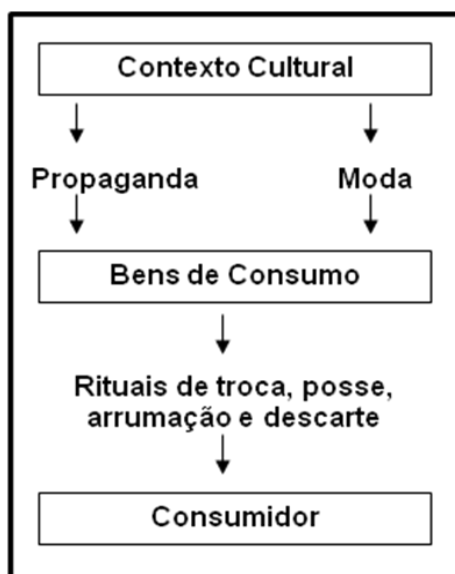 Contexto Cultural
Propaganda Moda
Bens de Consumo
Rituais de troca, posse,
arrumação e descarte
Consumidor